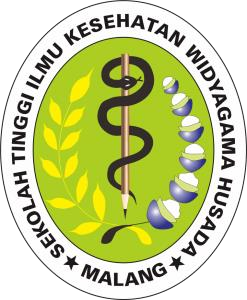 SEKOLAH TINGGI ILMU KESEHATAN WIDYAGAMA HUSADA
MALANG